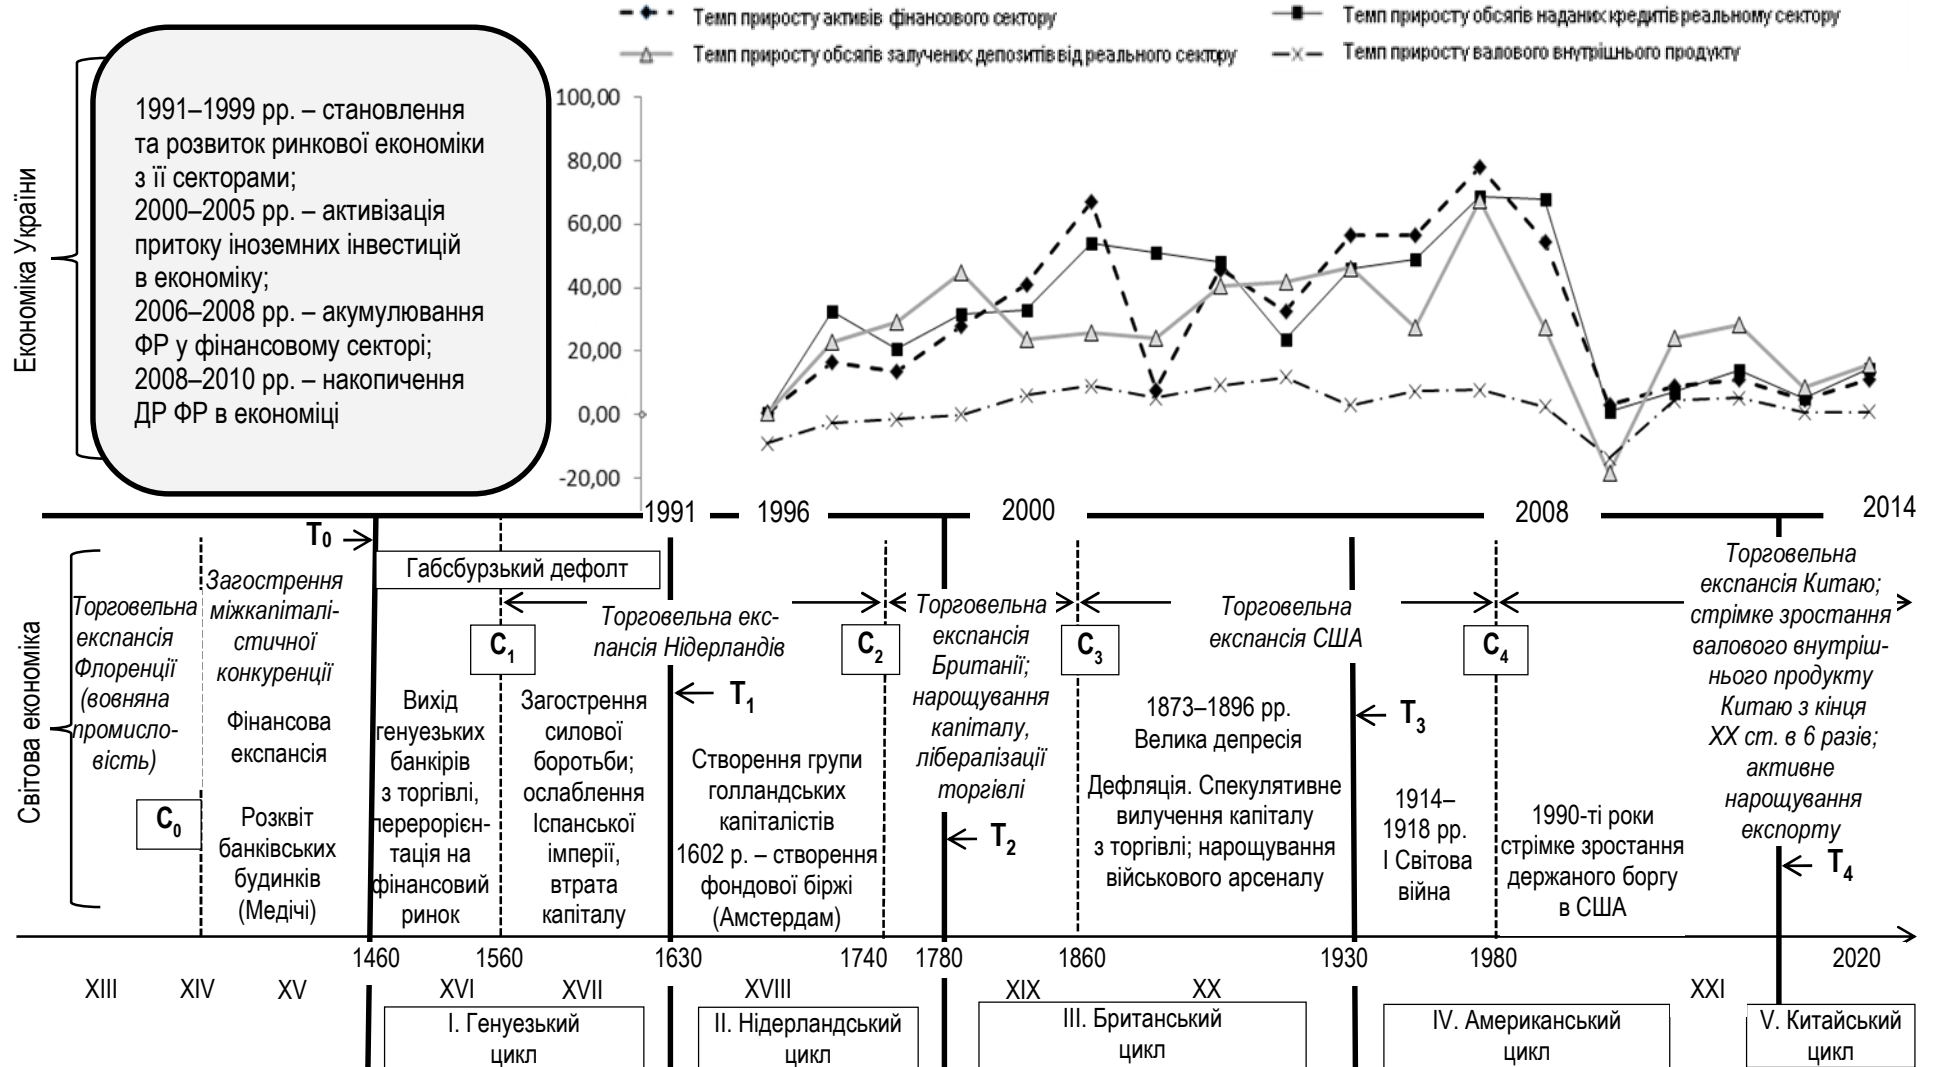 Темп приросту активів фінансового сектору
Темп приросту обсягів наданих кредитів реальному сектору
Темп приросту обсягів залучених депозитів від реального сектору
Темп приросту валового внутрішнього продукту
Економіка України
1991–1999 рр. – становлення
та розвиток ринкової економіки
з її секторами;
2000–2005 рр. – активізація
притоку іноземних інвестицій
в економіку;
2006–2008 рр. – акумулювання
ФР у фінансовому секторі;
2008–2010 рр. – накопичення
ДР ФР в економіці
100,00
80,00
60,00
40,00
20,00
0,00
-20,00
1991
1996
2000
2008
2014
Світова економіка
Торговельна
експансія
Флоренції
(вовняна
промисло-
вість)
C0
Загострення
міжкапіталі-
стичної
конкуренції
Фінансова
експансія
Розквіт
банківських
будинків
(Медічі)
T0
Габсбурзький дефолт
Вихід
генуезьких
банкірів
з торгівлі,
перерорієн-
тація на
фінансовий
ринок
C1
Торговельна екс-
пансія Нідерландів
Загострення
силової
боротьби;
ослаблення
Іспанської
імперії,
втрата
капіталу
T1
Створення групи
голландських
капіталістів
1602 р. – створення
фондової біржі
(Амстердам)
C2
Торговельна
експансія
Британії;
нарощування
капіталу,
лібералізації
торгівлі
T2
C3
Торговельна
експансія США
1873–1896 рр.
Велика депресія
Дефляція. Спекулятивне
вилучення капіталу
з торгівлі; нарощування
військового арсеналу
T3
1914–
1918 рр.
І Світова
війна
C4
1990-ті роки
стрімке зростання
держаного боргу
в США
Торговельна
експансія Китаю;
стрімке зростання
валового внутріш-
нього продукту
Китаю з кінця
ХХ ст. в 6 разів;
активне
нарощування
експорту
T4
1460
1560
1630
1740
1780
1860
1930
1980
2020
XIII
XIV
XV
XVI
XVII
XVIII
XIX
XX
XXI
I. Генуезький
цикл
II. Нідерландський
цикл
III. Британський
цикл
IV. Американський
цикл
V. Китайський
цикл